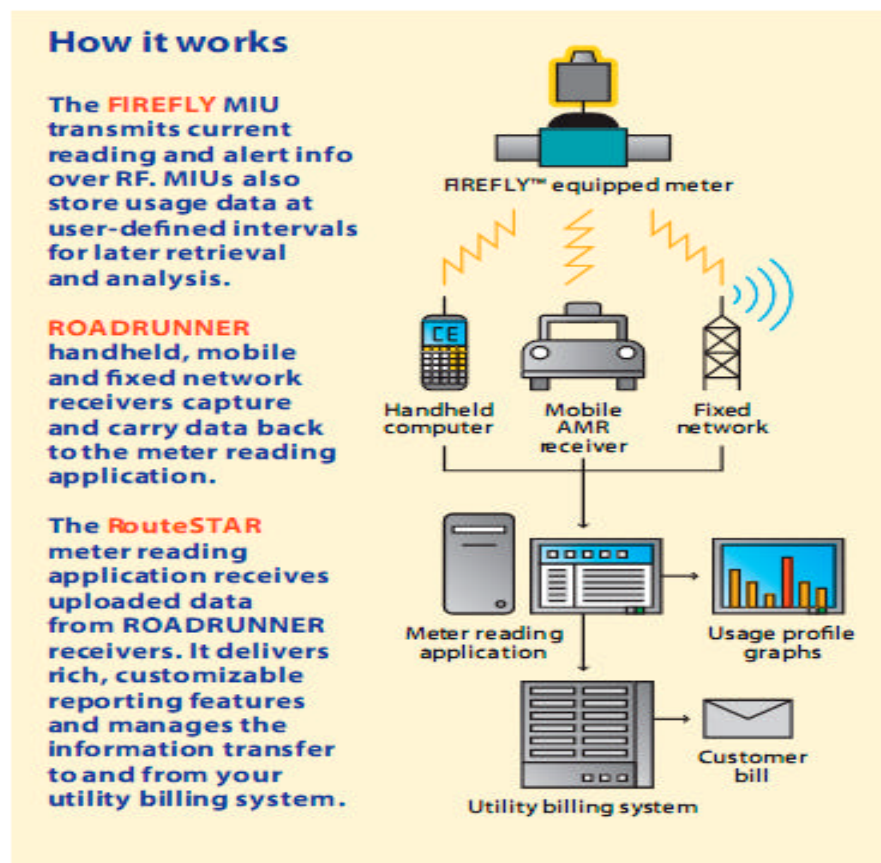 How it works
The FIREFLY MIU
transmits current
reading and alert info
over RF. MIUs also
store usage data at
user-defined intervals
for later retrieval
and analysis.
ROADRUNNER
handheld, mobile
and fixed network
receivers capture
and carry data back
to the meter reading
application.
The RouteSTAR
meter reading
application receives
uploaded data
from ROADRUNNER
receivers. It delivers
rich, customizable
reporting features
and manages the
information transfer
to and from your
utility billing system.
FIREFLY™ equipped meter
CE
Handheld
computer
Mobile
AMR
receiver
Fixed
network
Meter reading
application
Usage profile
graphs
Customer
bill
Utility billing system